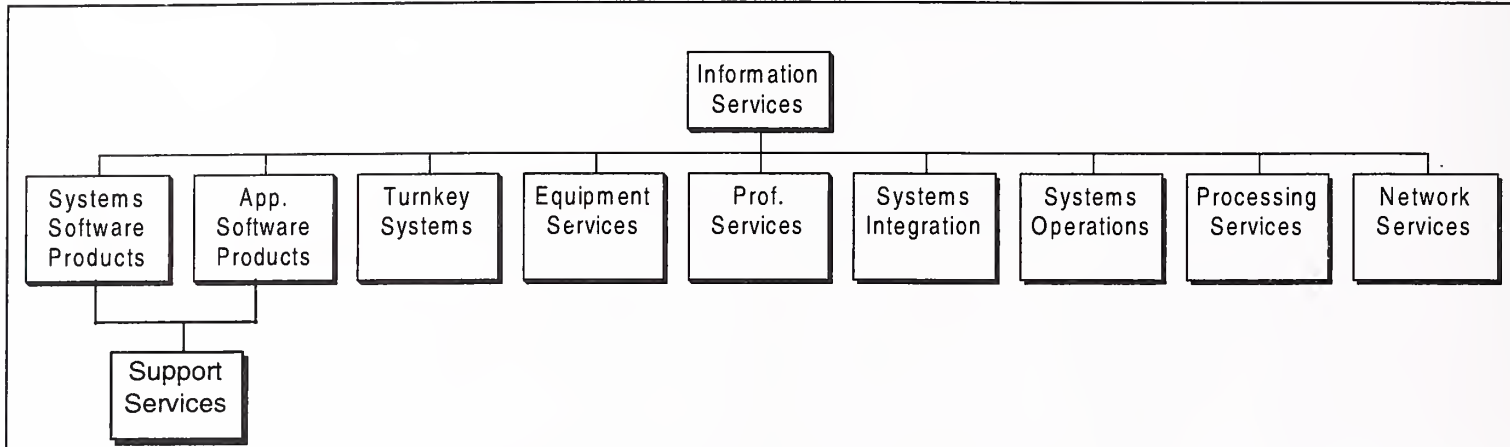 Information
Services
Systems
Software
Products
App.
Software
Products
Turnkey
Systems
Equipment
Services
Prof.
Services
Systems
Integration
Systems
Operations
Processing
Services
Network
Services
Support
Services